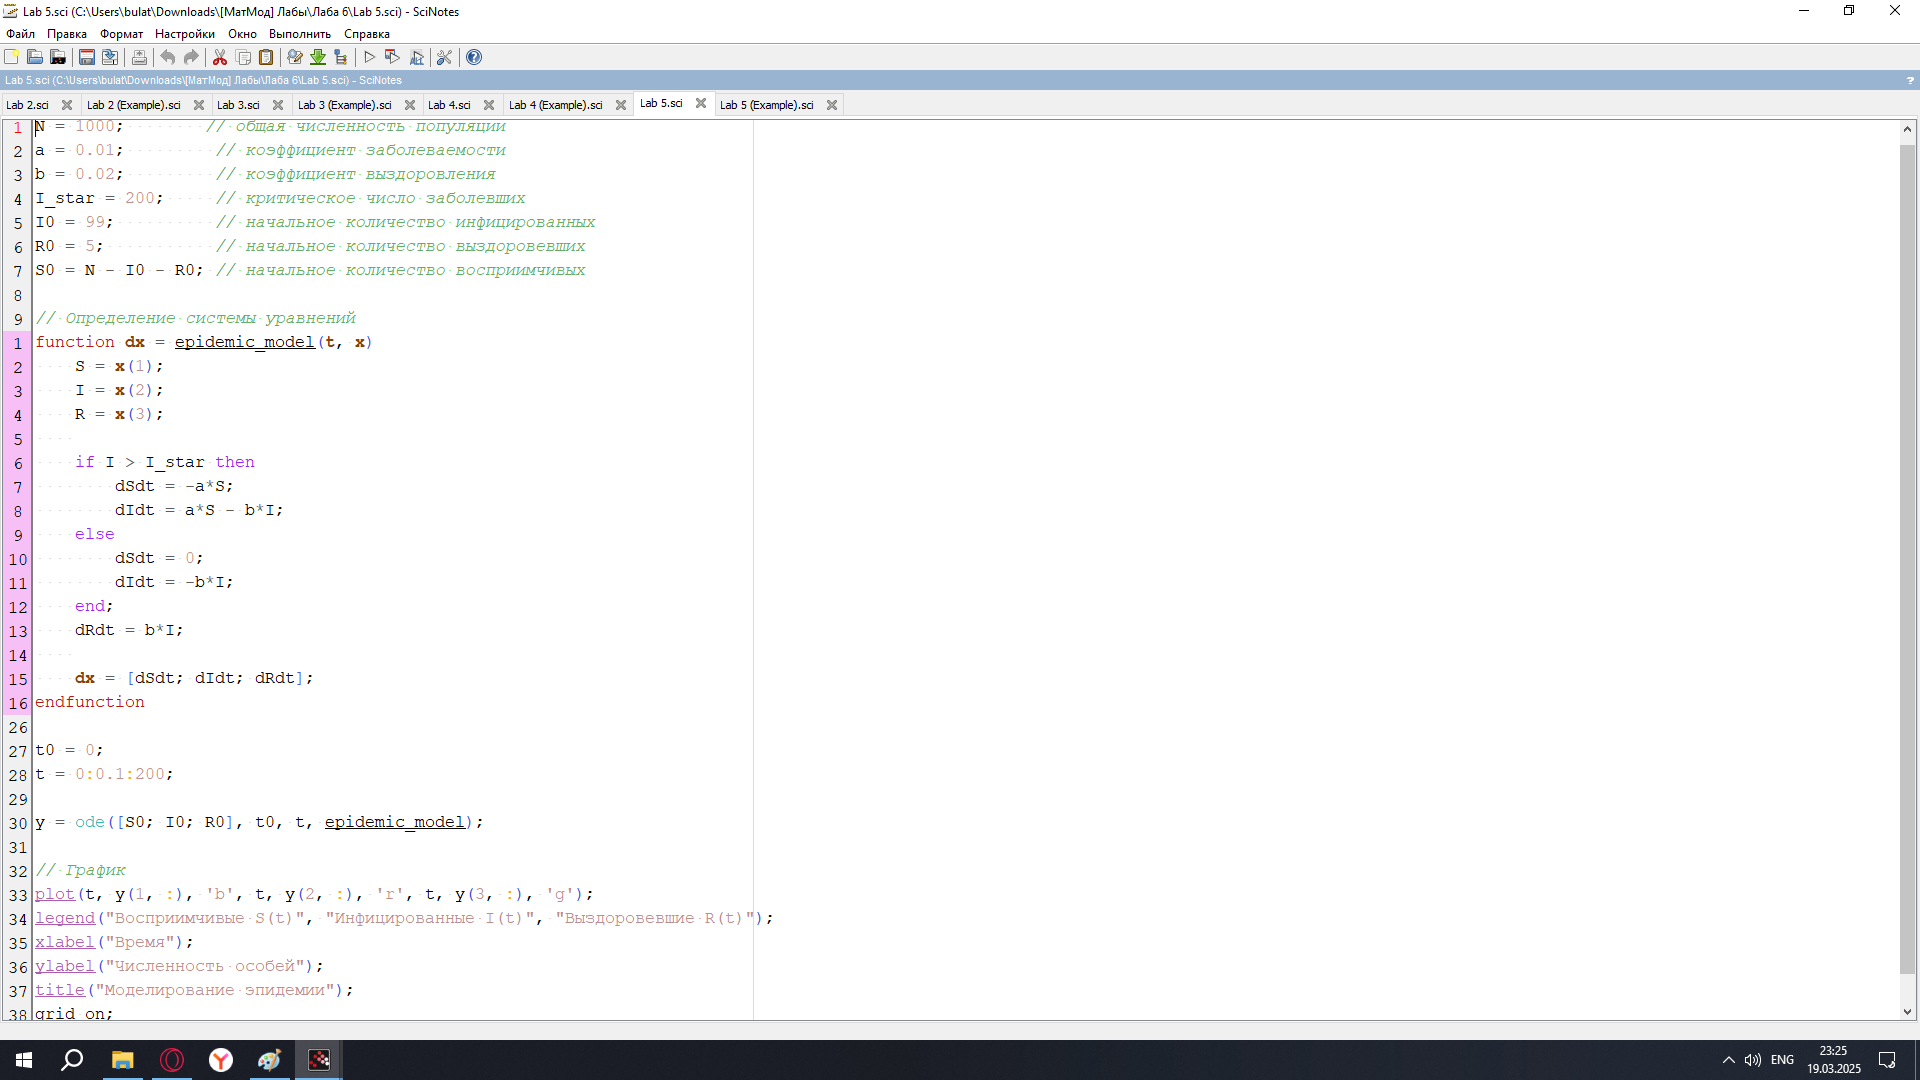 Lab 5.sci (C:\Users\bulat\Downloads\[МатМод] Лабы\Лаба 6\Lab 5.sci) - SciNotes
Файл Правка Формат Настройки Окно Выполнить Справка
Lab 5.sci (C:\Users\bulat\Downloads\[МатМод] Лабы\Лаба 6\Lab 5.sci) - SciNotes ?
Lab 2.sci Lab 2 (Example).sci Lab 3.sci Lab 3 (Example).sci Lab 4.sci Lab 4 (Example).sci Lab 5.sci Lab 5 (Example).sci
1 N = 1000; // общая численность популяции
2 a = 0.01; // коэффициент заболеваемости
3 b = 0.02; // коэффициент выздоровления
4 I_star = 200; // критическое число заболевших
5 I0 = 99; // начальное количество инфицированных
6 R0 = 5; // начальное количество выздоровевших
7 S0 = N - I0 - R0; // начальное количество восприимчивых
8
9 // Определение системы уравнений
1 function dx = epidemic_model(t, x)
2 S = x(1);
3 I = x(2);
4 R = x(3);
5
6 if I > I_star then
7 dSdt = -a*S;
8 dIdt = a*S - b*I;
9 else
10 dSdt = 0;
11 dIdt = -b*I;
12 end;
13 dRdt = b*I;
14
15 dx = [dSdt; dIdt; dRdt];
16 endfunction
26
27 t0 = 0;
28 t = 0:0.1:200;
29
30 y = ode([S0; I0; R0], t0, t, epidemic_model);
31
32 // График
33 plot(t, y(1, :), 'b', t, y(2, :), 'r', t, y(3, :), 'g');
34 legend("Восприимчивые S(t)", "Инфицированные I(t)", "Выздоровевшие R(t)");
35 xlabel("Время");
36 ylabel("Численность особей");
37 title("Моделирование эпидемии");
38 grid on;
ENG
23:25
19.03.2025